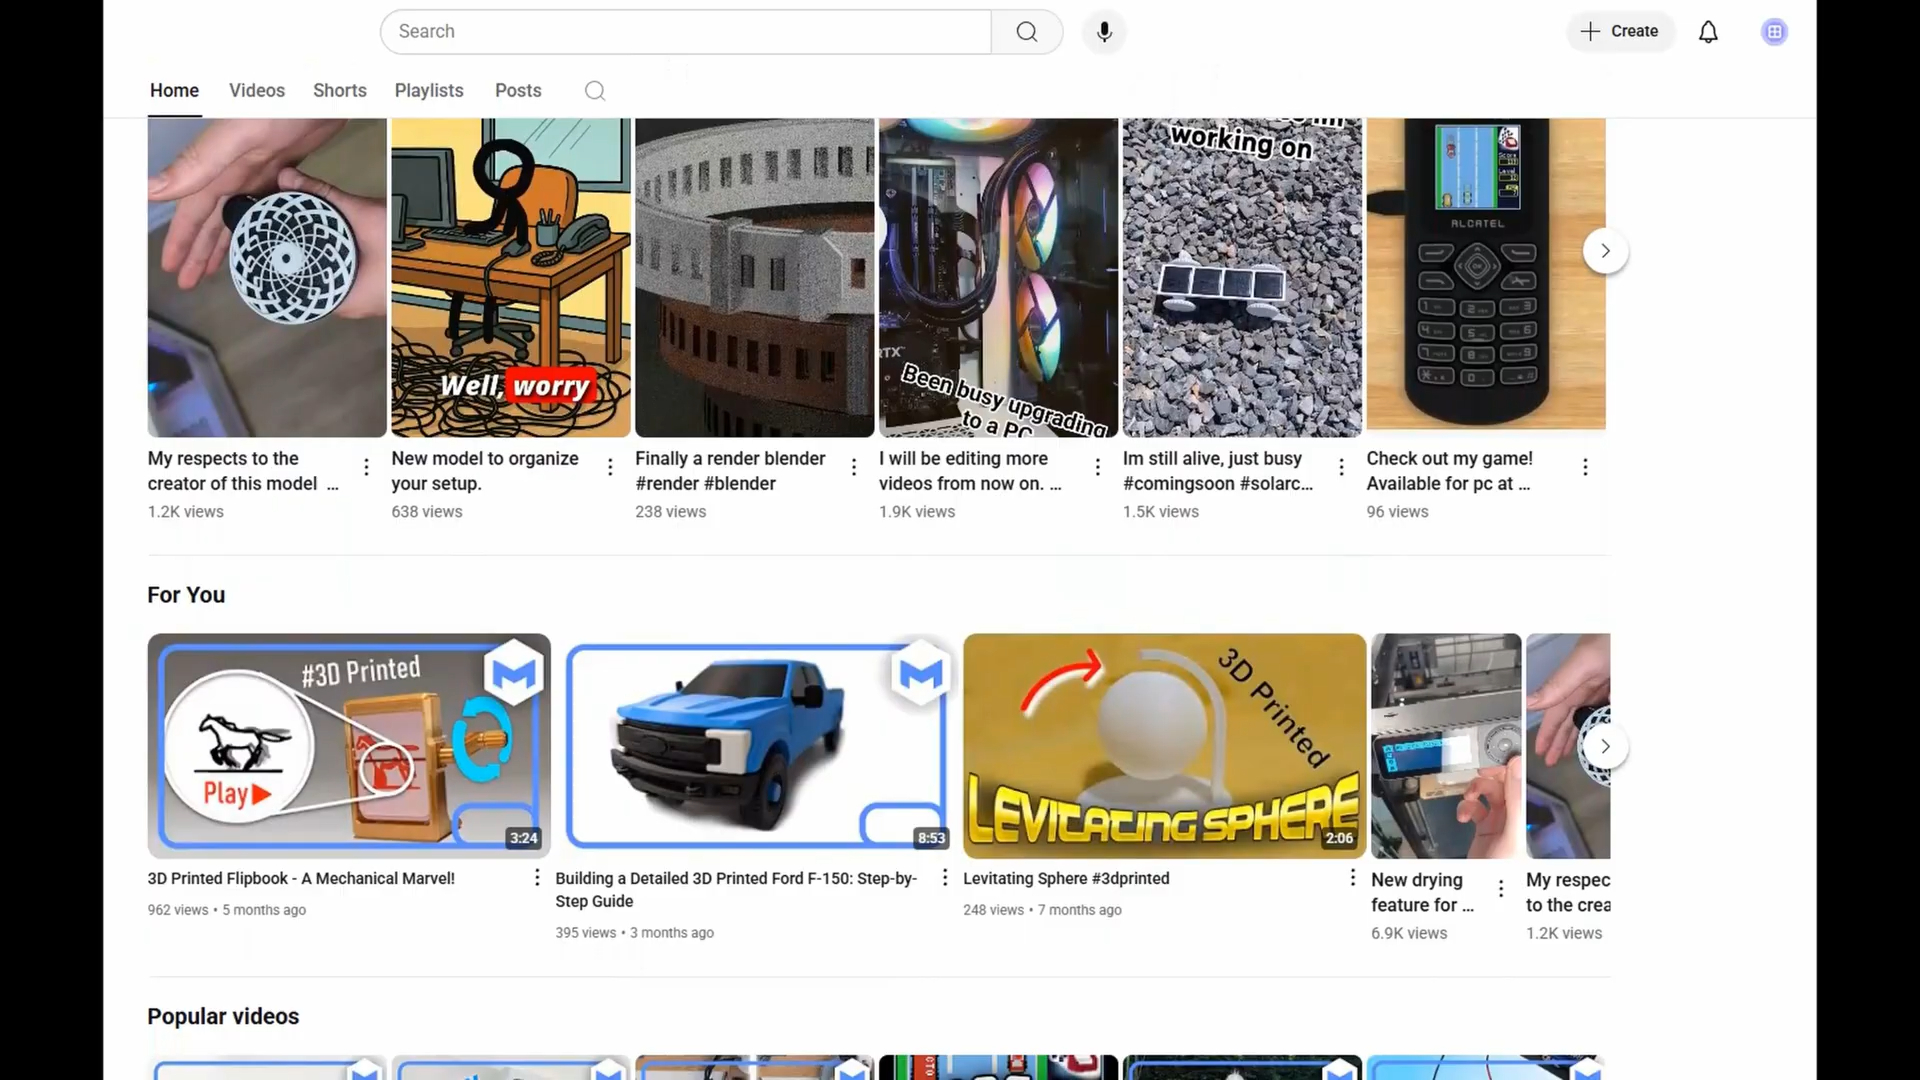 Search
Create
Home
Videos
Shorts
Playlists
Posts
Well, worry
RTX
Been busy upgrading
to a PC
working on
ALCATEL
My respects to the
creator of this model ...
1.2K views
New model to organize
your setup.
638 views
Finally a render blender
#render #blender
238 views
I will be editing more
videos from now on. ...
1.9K views
Im still alive, just busy
#comingsoon #solarc...
1.5K views
Check out my game!
Available for pc at ...
96 views
For You
#3D Printed
Play
3:24
8:53
3D Printed
LEVITATING SPHERE
2:06
3D Printed Flipbook - A Mechanical Marvel!
962 views • 5 months ago
Building a Detailed 3D Printed Ford F-150: Step-by-
Step Guide
395 views • 3 months ago
Levitating Sphere #3dprinted
248 views • 7 months ago
New drying
feature for ...
6.9K views
My respec
to the crea
1.2K views
Popular videos